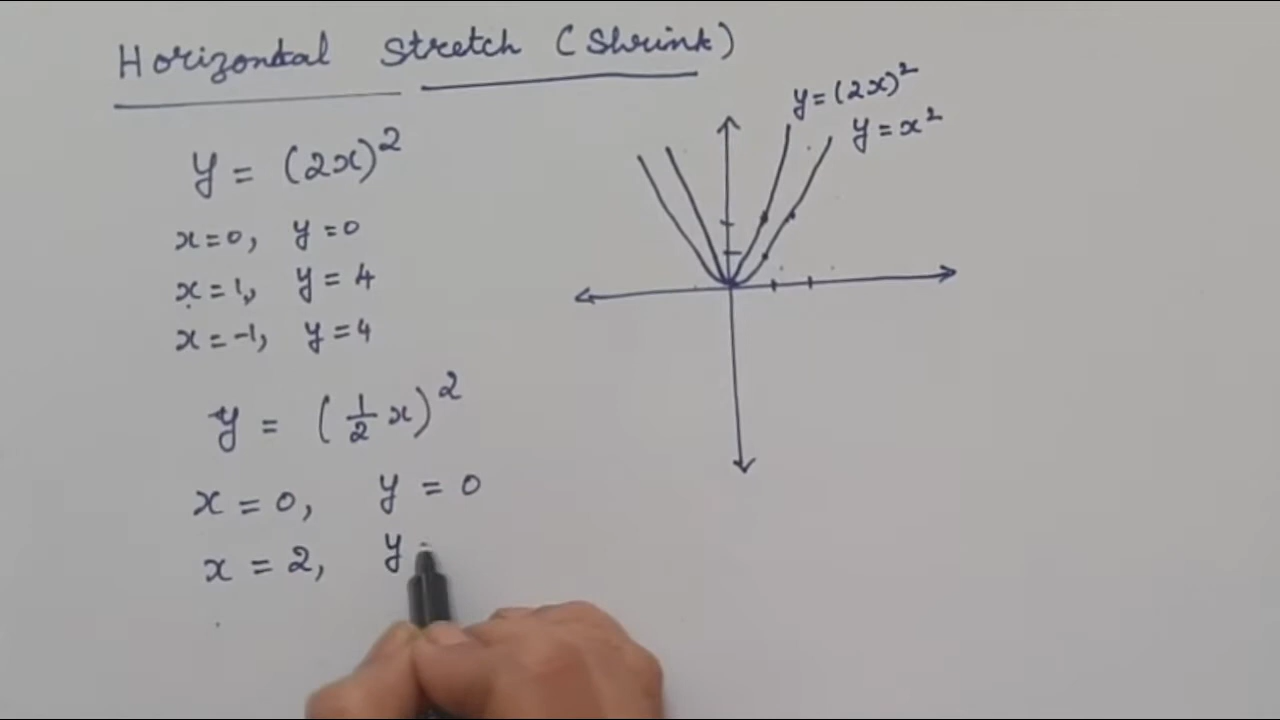 Horizontal Stretch (Shrink)
y = (2x)²
x = 0, y = 0
x = 1, y = 4
x = -1, y = 4
y = (1/2 x)²
x = 0, y = 0
x = 2, y =
y = (2x)²
y = x²